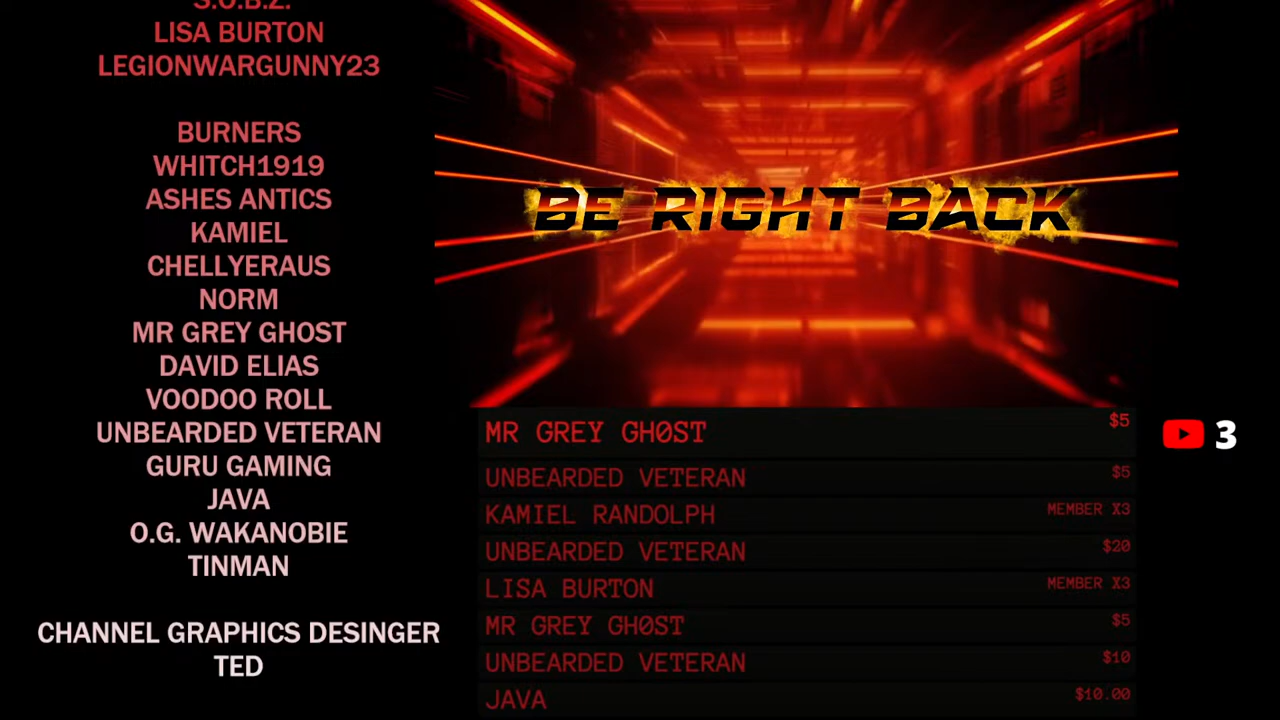 S.O.B.Z.
LISA BURTON
LEGIONWARGUNNY23
BURNERS
WHITCH1919
ASHES ANTICS
KAMIEL
CHELLYERAUS
NORM
MR GREY GHOST
DAVID ELIAS
VOODOO ROLL
UNBEARDED VETERAN
GURU GAMING
JAVA
O.G. WAKANOBIE
TINMAN
CHANNEL GRAPHICS DESINGER
TED
BE RIGHT BACK
MR GREY GH0ST $5
UNBEARDED VETERAN $5
KAMIEL RANDOLPH MEMBER X3
UNBEARDED VETERAN $20
LISA BURTON MEMBER X3
MR GREY GH0ST $5
UNBEARDED VETERAN $10
JAVA $10.00
3